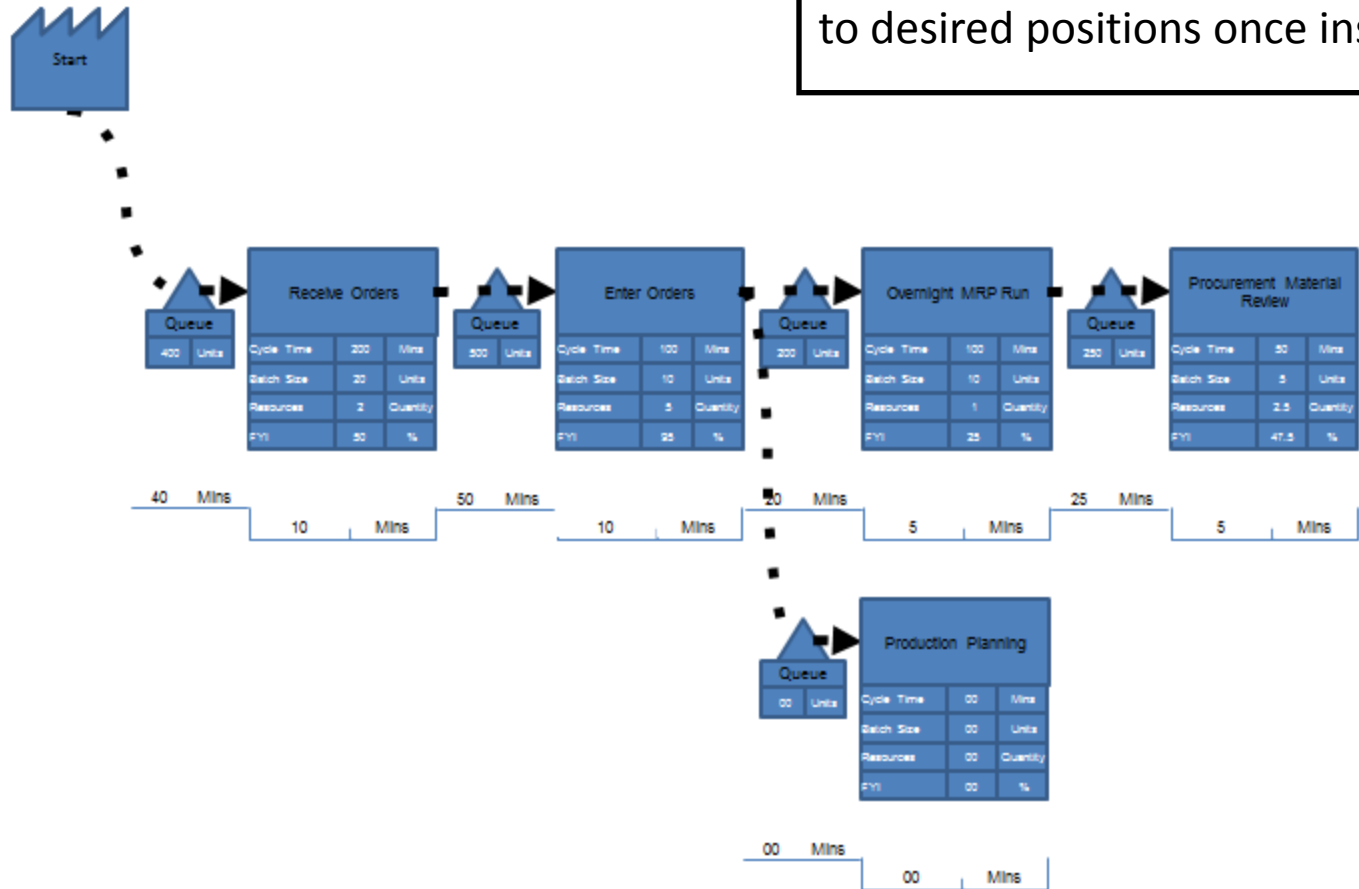 to desired positions once ins
Start
Receive Orders
Enter Orders
Overnight MRP Run
Procurement Material
Review
Queue
400 Units
Cycle Time 200 Mins
Batch Size 20 Units
Resources 2 Quantity
FYI 50 %
Queue
500 Units
Cycle Time 100 Mins
Batch Size 10 Units
Resources 5 Quantity
FYI 95 %
Queue
200 Units
Cycle Time 100 Mins
Batch Size 10 Units
Resources 1 Quantity
FYI 25 %
Queue
250 Units
Cycle Time 50 Mins
Batch Size 5 Units
Resources 2.5 Quantity
FYI 47.5 %
40 Mins
10 Mins
50 Mins
10 Mins
20 Mins
5 Mins
25 Mins
5 Mins
Production Planning
Queue
00 Units
Cycle Time 00 Mins
Batch Size 00 Units
Resources 00 Quantity
FYI 00 %
00 Mins
00 Mins